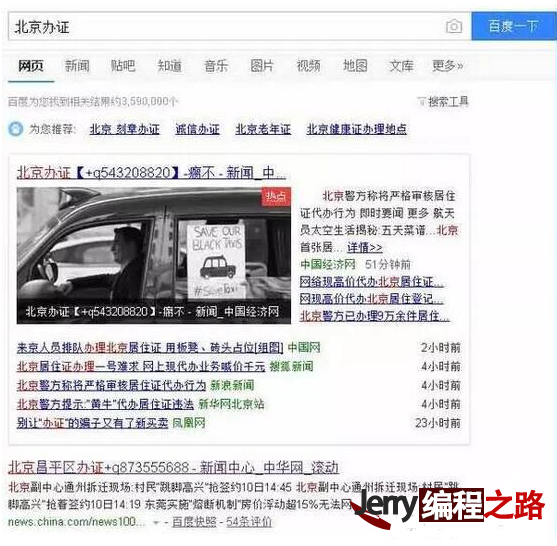 北京办证
百度一下
网页 新闻 贴吧 知道 音乐 图片 视频 地图 文库 更多»
百度为您找到相关结果约3,590,000个
搜索工具
为您推荐: 北京 刻章办证 诚信办证 北京老年证 北京健康证办理地点
北京办证【+q543208820】-瘸不 - 新闻_中...
热点
SAVE OUR
BLACK TAXIS
#SaveTaxi
北京办证【+q543208820】-瘸不 - 新闻_中国经济网
北京警方称将严格审核居住
证代办行为 即时要闻 更多 航天
员太空生活揭秘:五天菜谱...北京
首张居... 详情>>
中国经济网 51分钟前
网络现高价代办北京居住证...
网现高价代办北京居住登记...
北京警方已办理9万余件居住...
来京人员排队办理北京居住证 用板凳、砖头占位[组图] 中国网 2小时前
北京居住证办理一号难求 网上现代办业务喊价千元 搜狐新闻 4小时前
北京警方称将严格审核居住证代办行为 新浪新闻 4小时前
北京警方提示:"黄牛"代办居住证违法 新华网北京站 4小时前
别让"办证"的骗子又有了新买卖 凤凰网 23小时前
北京昌平区办证+q873555688 - 新闻中心_中华网_滚动
北京副中心通州拆迁现场:村民"跳脚高兴"抢签约10日14:45 北京副中心通州拆迁现场:村民"跳
脚高兴"抢着签约10日14:19 东莞实施"熔断机制"房价浮动超15%无法网
news.china.com/news100... - 百度快照 - 54条评价
Jerry编程之路